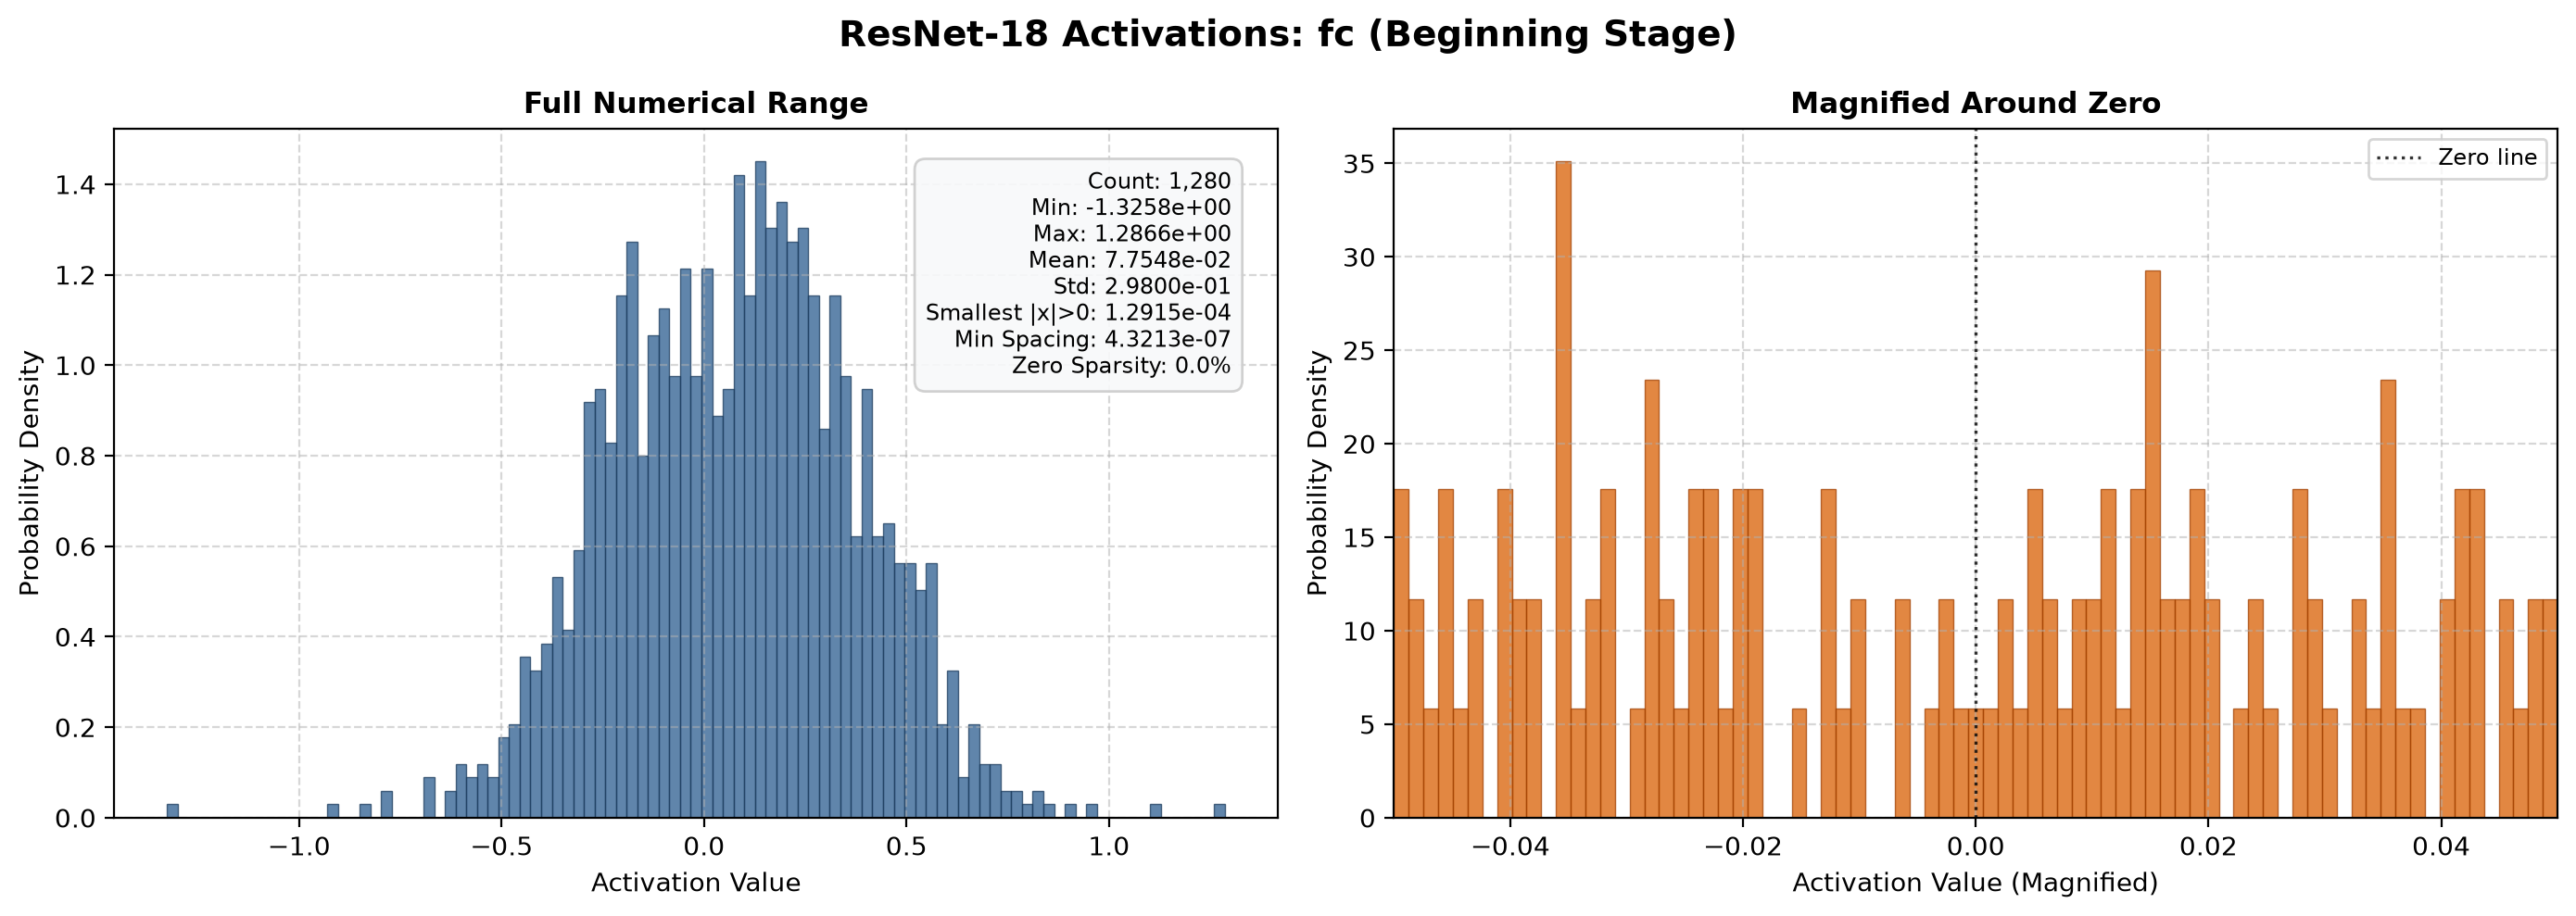 ResNet-18 Activations: fc (Beginning Stage)
Full Numerical Range
Probability Density
1.4
1.2
1.0
0.8
0.6
0.4
0.2
0.0
Count: 1,280
Min: -1.3258e+00
Max: 1.2866e+00
Mean: 7.7548e-02
Std: 2.9800e-01
Smallest |x|>0: 1.2915e-04
Min Spacing: 4.3213e-07
Zero Sparsity: 0.0%
−1.0 −0.5 0.0 0.5 1.0
Activation Value
Magnified Around Zero
Probability Density
35
30
25
20
15
10
5
0
Zero line
−0.04 −0.02 0.00 0.02 0.04
Activation Value (Magnified)